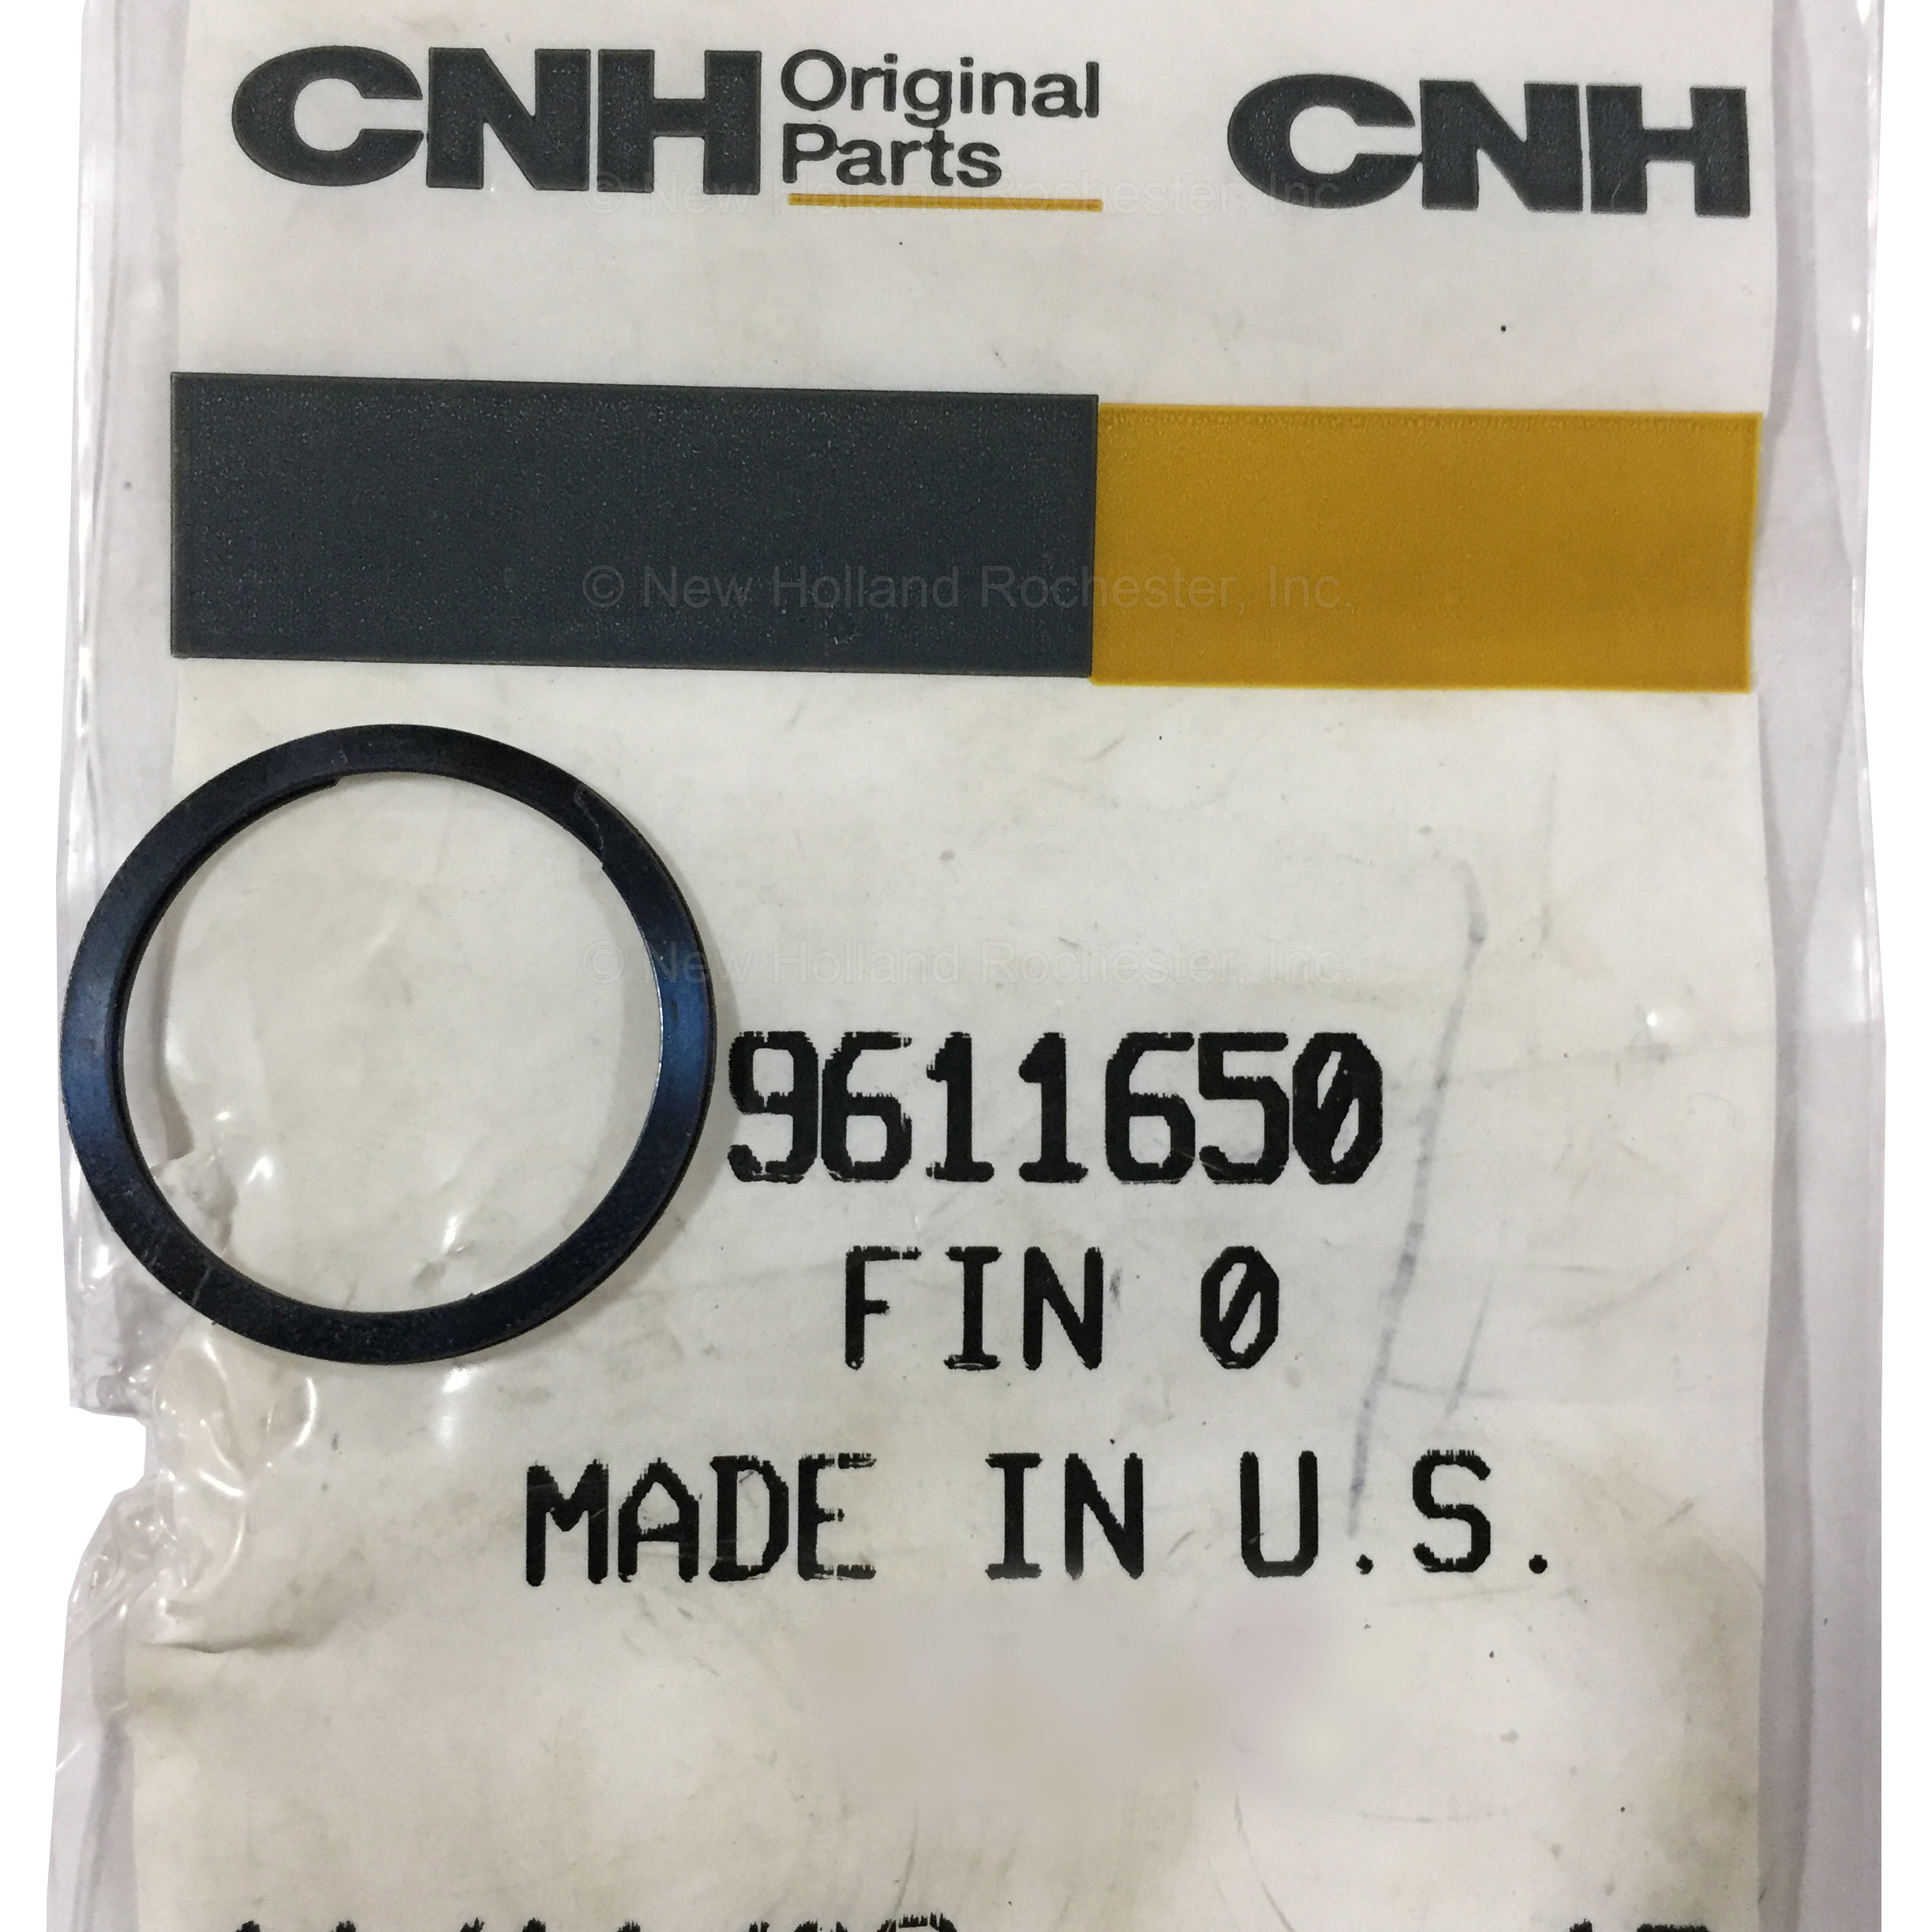 CNH Original Parts CNH
© New Holland Rochester, Inc.
© New Holland Rochester, Inc.
© New Holland Rochester, Inc.
9611650
FIN 0
MADE IN U.S.